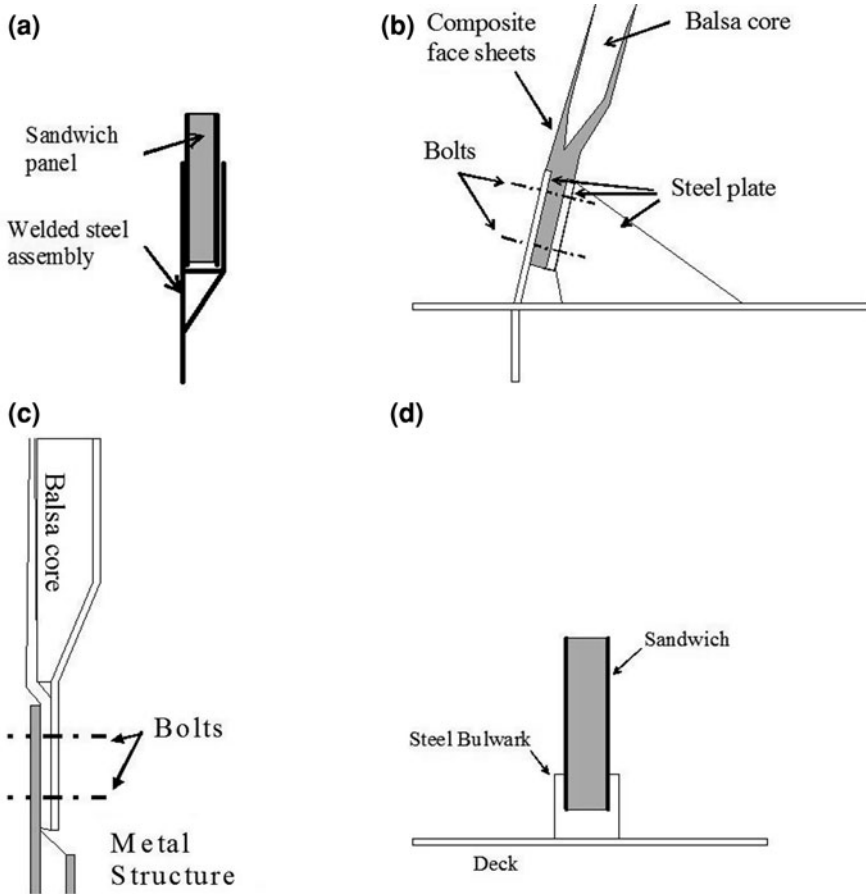 (a)
Sandwich
panel
Welded steel
assembly
(b)
Composite
face sheets
Balsa core
Bolts
Steel plate
(c)
Balsa core
Bolts
Metal
Structure
(d)
Sandwich
Steel Bulwark
Deck